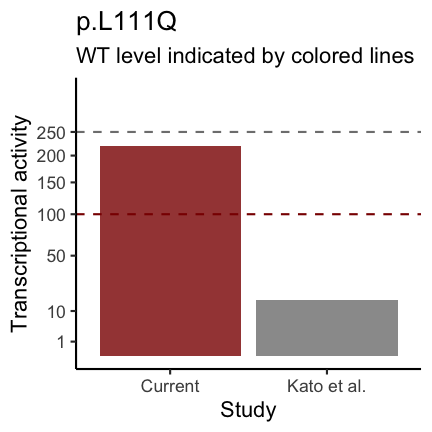 p.L111Q
WT level indicated by colored lines
Transcriptional activity
250
200
150
100
50
10
1
Current
Kato et al.
Study